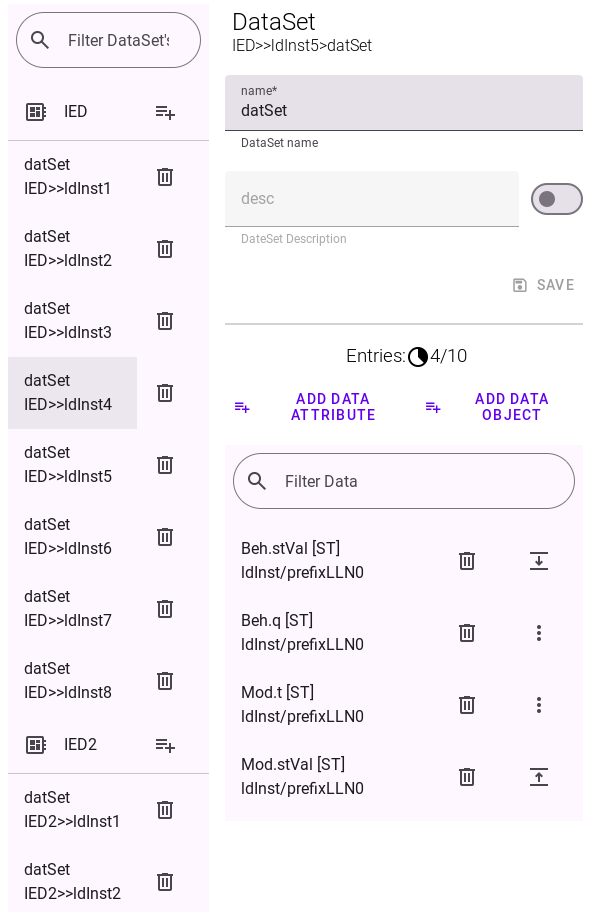 Filter DataSet's
IED
datSet
IED>>ldInst1
datSet
IED>>ldInst2
datSet
IED>>ldInst3
datSet
IED>>ldInst4
datSet
IED>>ldInst5
datSet
IED>>ldInst6
datSet
IED>>ldInst7
datSet
IED>>ldInst8
IED2
datSet
IED2>>ldInst1
datSet
IED2>>ldInst2
DataSet
IED>>ldInst5>datSet
name*
datSet
DataSet name
desc
DateSet Description
SAVE
Entries: 4/10
ADD DATA
ATTRIBUTE
ADD DATA
OBJECT
Filter Data
Beh.stVal [ST]
ldInst/prefixLLN0
Beh.q [ST]
ldInst/prefixLLN0
Mod.t [ST]
ldInst/prefixLLN0
Mod.stVal [ST]
ldInst/prefixLLN0